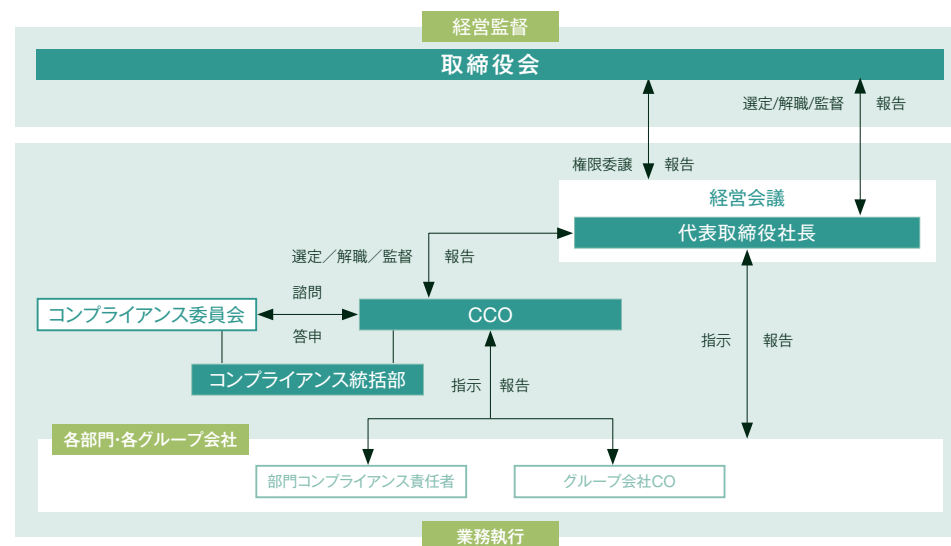 経営監督
取締役会
選定/解職/監督 報告
権限委譲 報告
経営会議
代表取締役社長
選定／解職／監督 報告
諮問
コンプライアンス委員会
CCO
答申
指示 報告
コンプライアンス統括部
指示 報告
各部門・各グループ会社
部門コンプライアンス責任者
グループ会社CO
業務執行